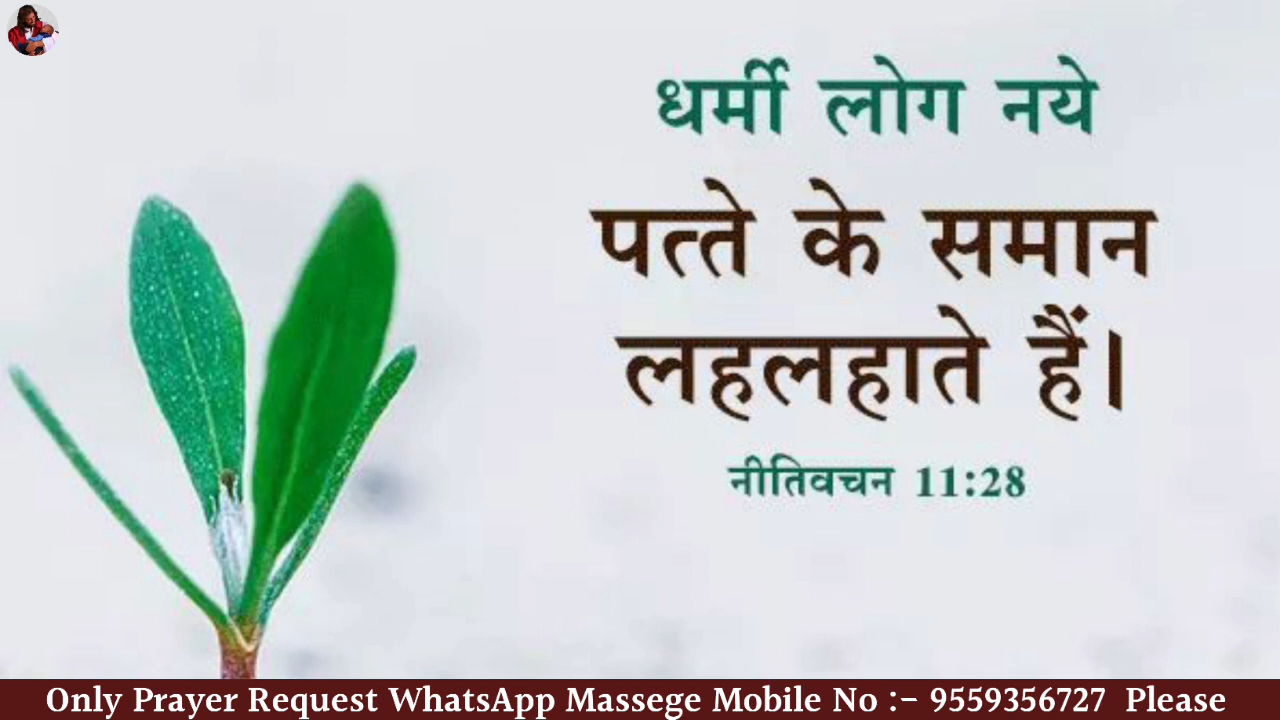 धर्मी लोग नये
पत्ते के समान
लहलहाते हैं।
नीतिवचन 11:28
Only Prayer Request WhatsApp Massege Mobile No :- 9559356727 Please